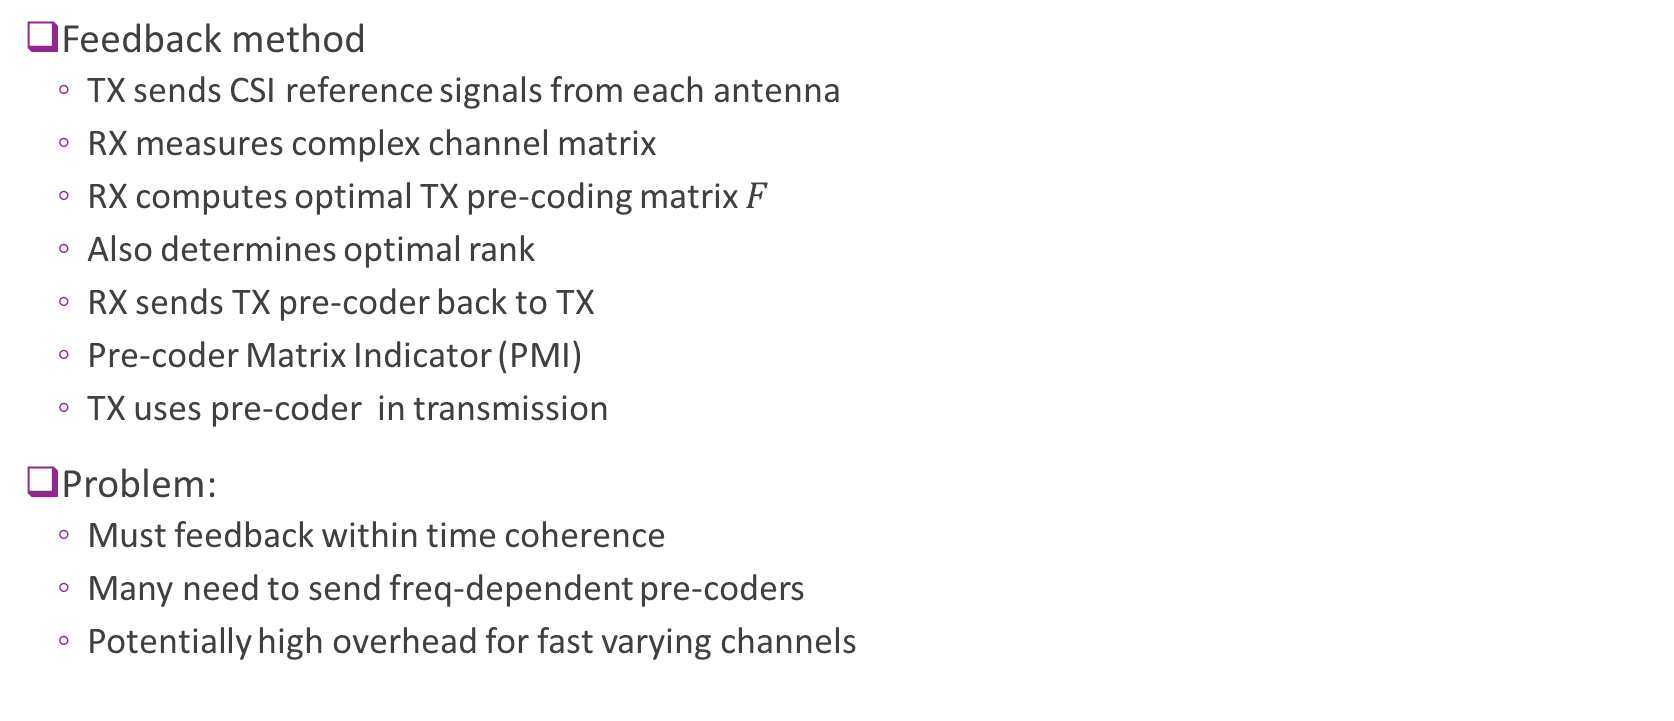 Feedback method
TX sends CSI reference signals from each antenna
RX measures complex channel matrix
RX computes optimal TX pre-coding matrix 𝐹
Also determines optimal rank
RX sends TX pre-coder back to TX
Pre-coder Matrix Indicator (PMI)
TX uses pre-coder in transmission
Problem:
Must feedback within time coherence
Many need to send freq-dependent pre-coders
Potentially high overhead for fast varying channels